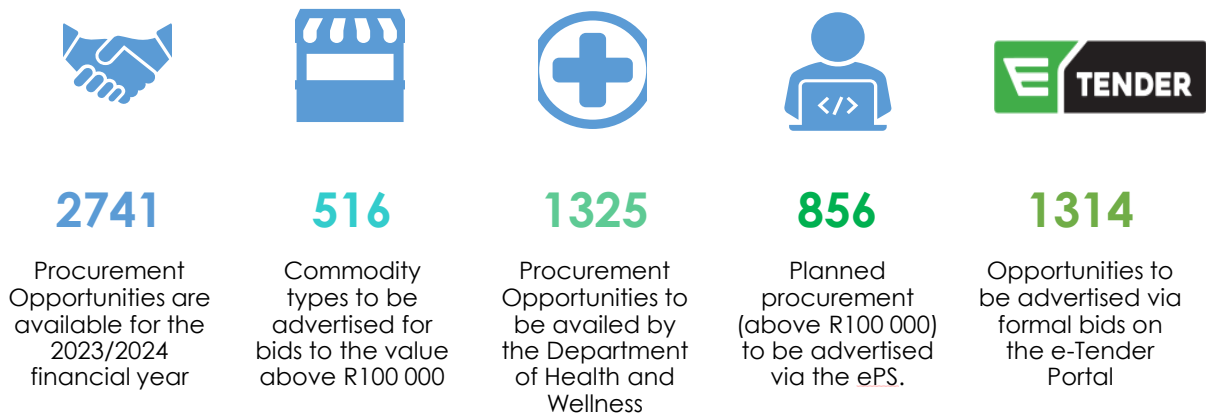 </>
E TENDER
2741
Procurement
Opportunities are
available for the
2023/2024
financial year
516
Commodity
types to be
advertised for
bids to the value
above R100 000
1325
Procurement
Opportunities to
be availed by
the Department
of Health and
Wellness
856
Planned
procurement
(above R100 000)
to be advertised
via the ePS.
1314
Opportunities to
be advertised via
formal bids on
the e-Tender
Portal